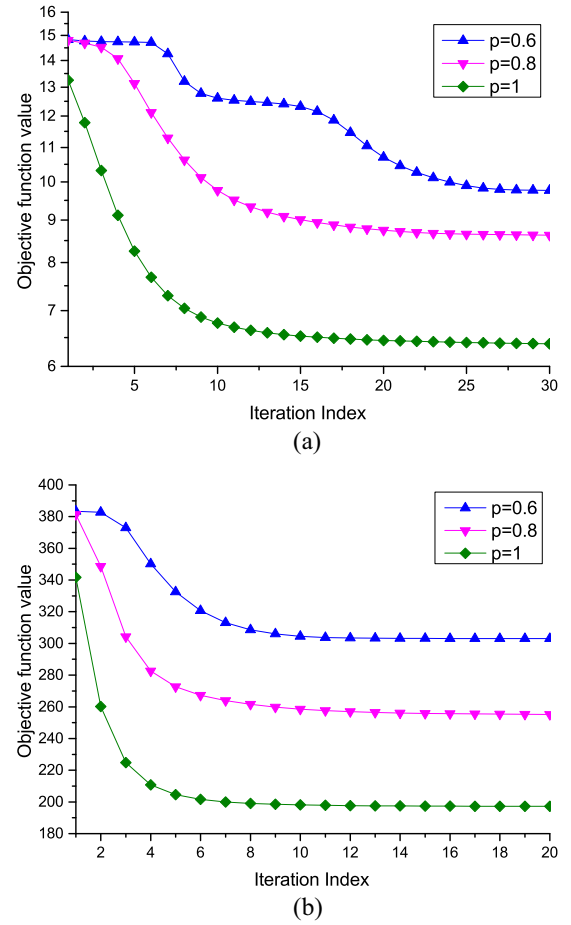 16
15
14
13
12
11
10
9
8
7
6
Objective function value
p=0.6
p=0.8
p=1
5 10 15 20 25 30
Iteration Index
(a)
400
380
360
340
320
300
280
260
240
220
200
180
Objective function value
p=0.6
p=0.8
p=1
2 4 6 8 10 12 14 16 18 20
Iteration Index
(b)